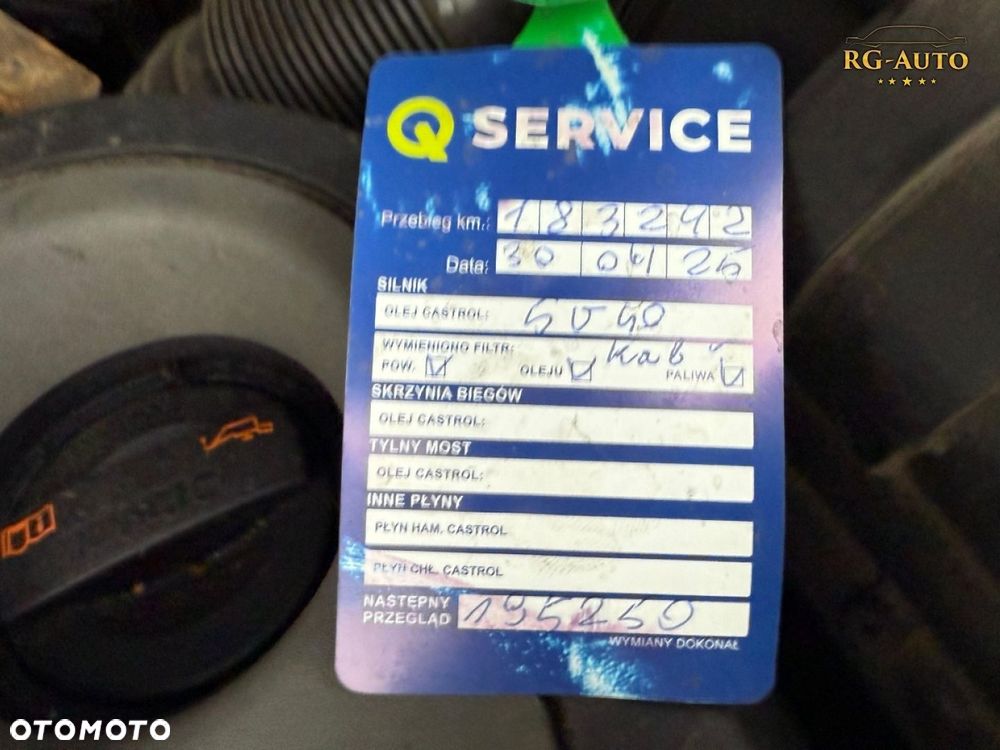 RG-AUTO
Q SERVICE
Przebieg km.: 183292
Data: 30 04 25
SILNIK
OLEJ CASTROL: 5W40
WYMIENIONO FILTR: Kab
POW. ☑ OLEJU ☑ PALIWA ☑
SKRZYNIA BIEGÓW
OLEJ CASTROL:
TYLNY MOST
OLEJ CASTROL:
INNE PŁYNY
PŁYN HAM. CASTROL
PŁYN CHŁ. CASTROL
NASTĘPNY
PRZEGLĄD 195250
WYMIANY DOKONAŁ
OTOMOTO